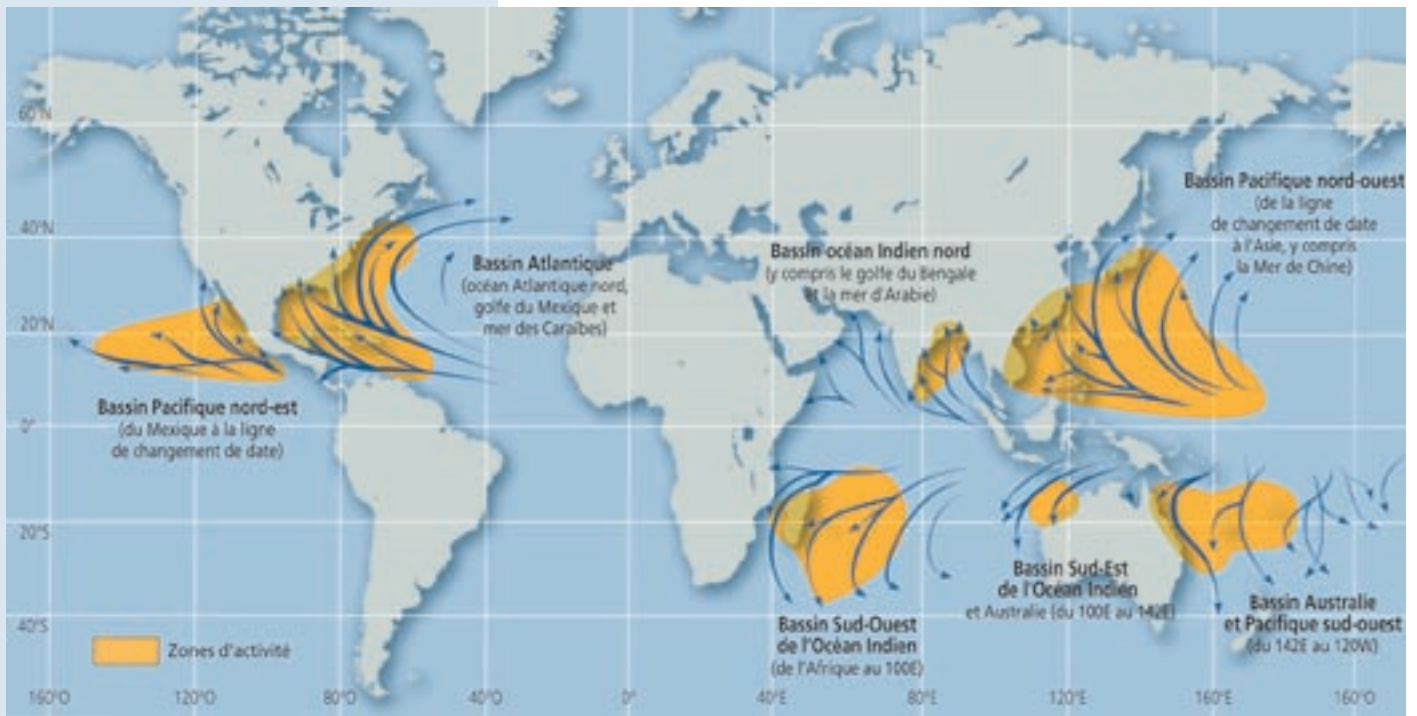 60°N
40°N
20°N
0°
20°S
40°S
Bassin Pacifique nord-ouest
(de la ligne
de changement de date
à l'Asie, y compris
la Mer de Chine)
Bassin océan Indien nord
(y compris le golfe du Bengale
et la mer d'Arabie)
Bassin Atlantique
(océan Atlantique nord,
golfe du Mexique et
mer des Caraïbes)
Bassin Pacifique nord-est
(du Mexique à la ligne
de changement de date)
Bassin Sud-Est
de l'Océan Indien
et Australie (du 100E au 142E)
Bassin Australie
et Pacifique sud-ouest
(du 142E au 120W)
Bassin Sud-Ouest
de l'Océan Indien
(de l'Afrique au 100E)
Zones d'activité
160°O 120°O 80°O 40°O 0° 40°E 80°E 120°E 160°E 160°O